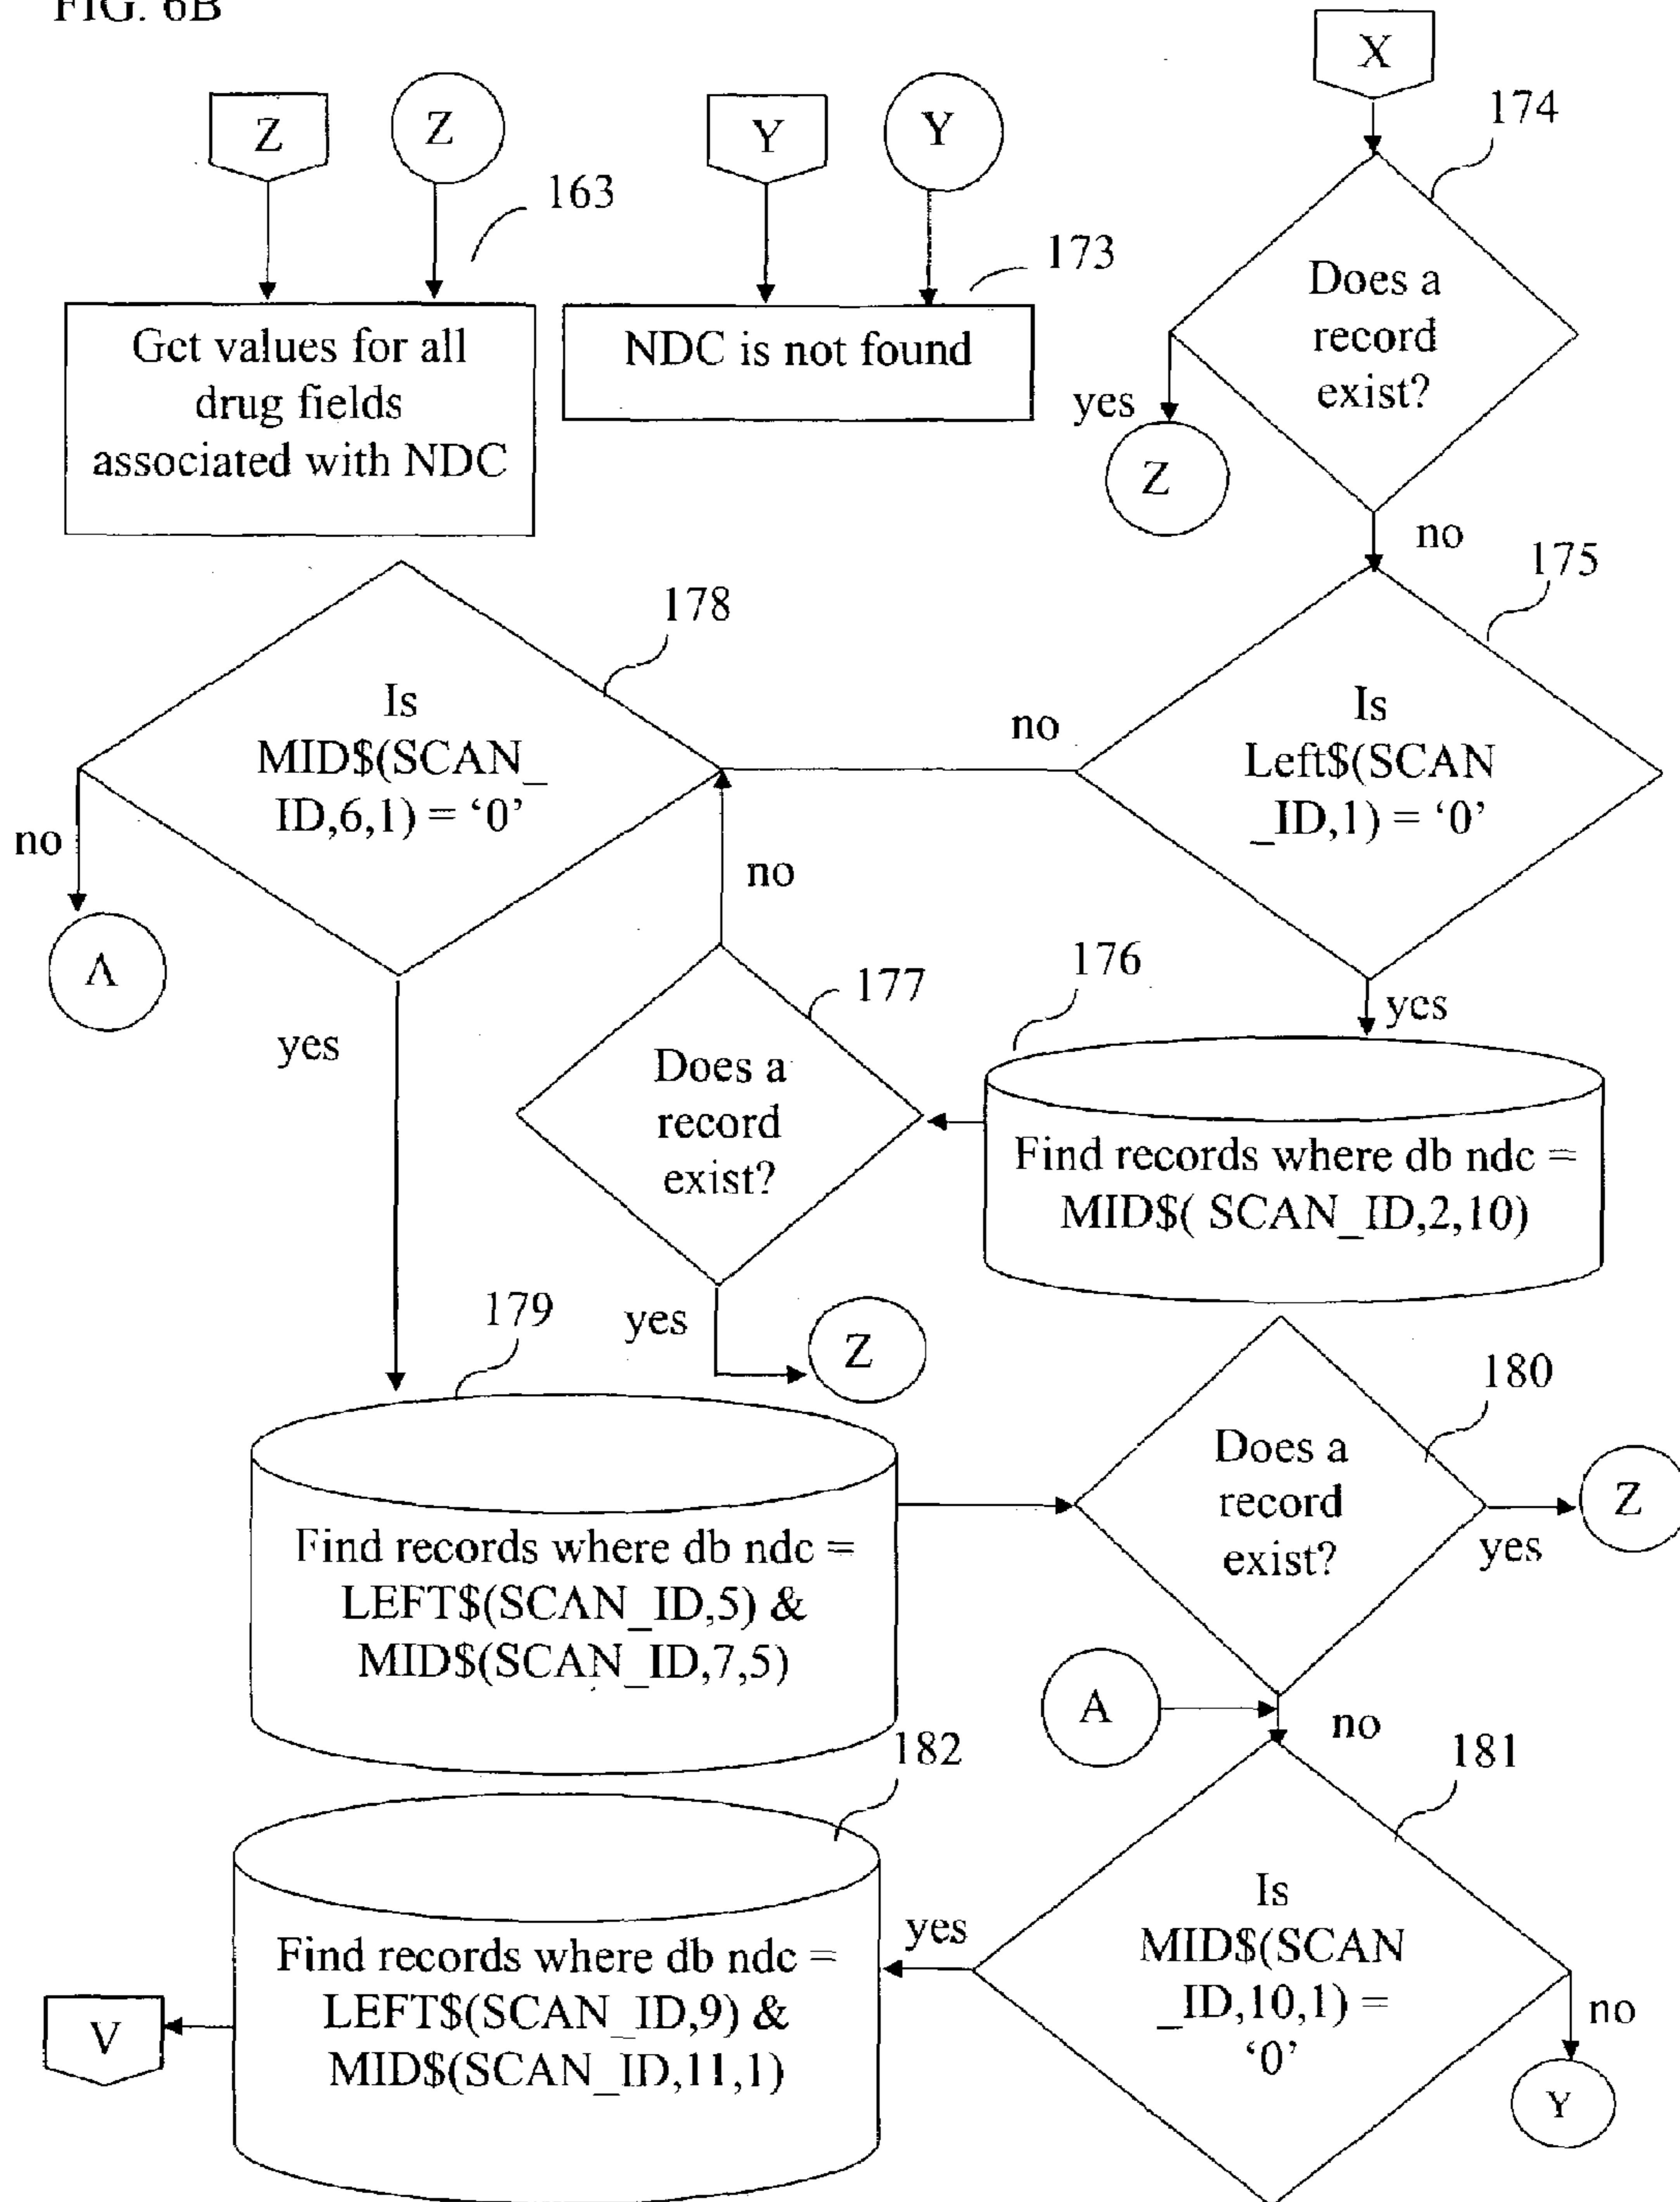 FIG. 6B
X
174
Z
Z
Y
Y
163
173
Does a
record
exist?
Get values for all
drug fields
associated with NDC
NDC is not found
yes
Z
no
175
178
Is
MID$(SCAN_
ID,6,1) = ‘0’
no
Is
Left$(SCAN
_ID,1) = ‘0’
no
A
no
177
176
yes
yes
Does a
record
exist?
Find records where db ndc =
MID$( SCAN_ID,2,10)
179
yes
Z
180
Does a
record
exist?
Z
yes
Find records where db ndc =
LEFT$(SCAN_ID,5) &
MID$(SCAN_ID,7,5)
A
no
182
181
Is
MID$(SCAN
_ID,10,1) =
‘0’
yes
Find records where db ndc =
LEFT$(SCAN_ID,9) &
MID$(SCAN_ID,11,1)
V
no
Y